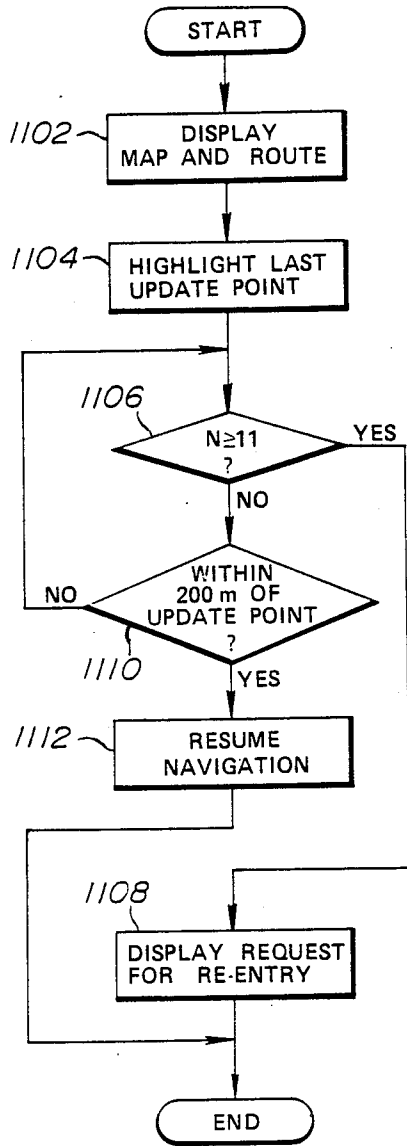 START
1102
DISPLAY
MAP AND ROUTE
1104
HIGHLIGHT LAST
UPDATE POINT
1106
N≥11
?
YES
NO
WITHIN
200 m OF
UPDATE POINT
?
NO
1110
YES
1112
RESUME
NAVIGATION
1108
DISPLAY REQUEST
FOR RE-ENTRY
END